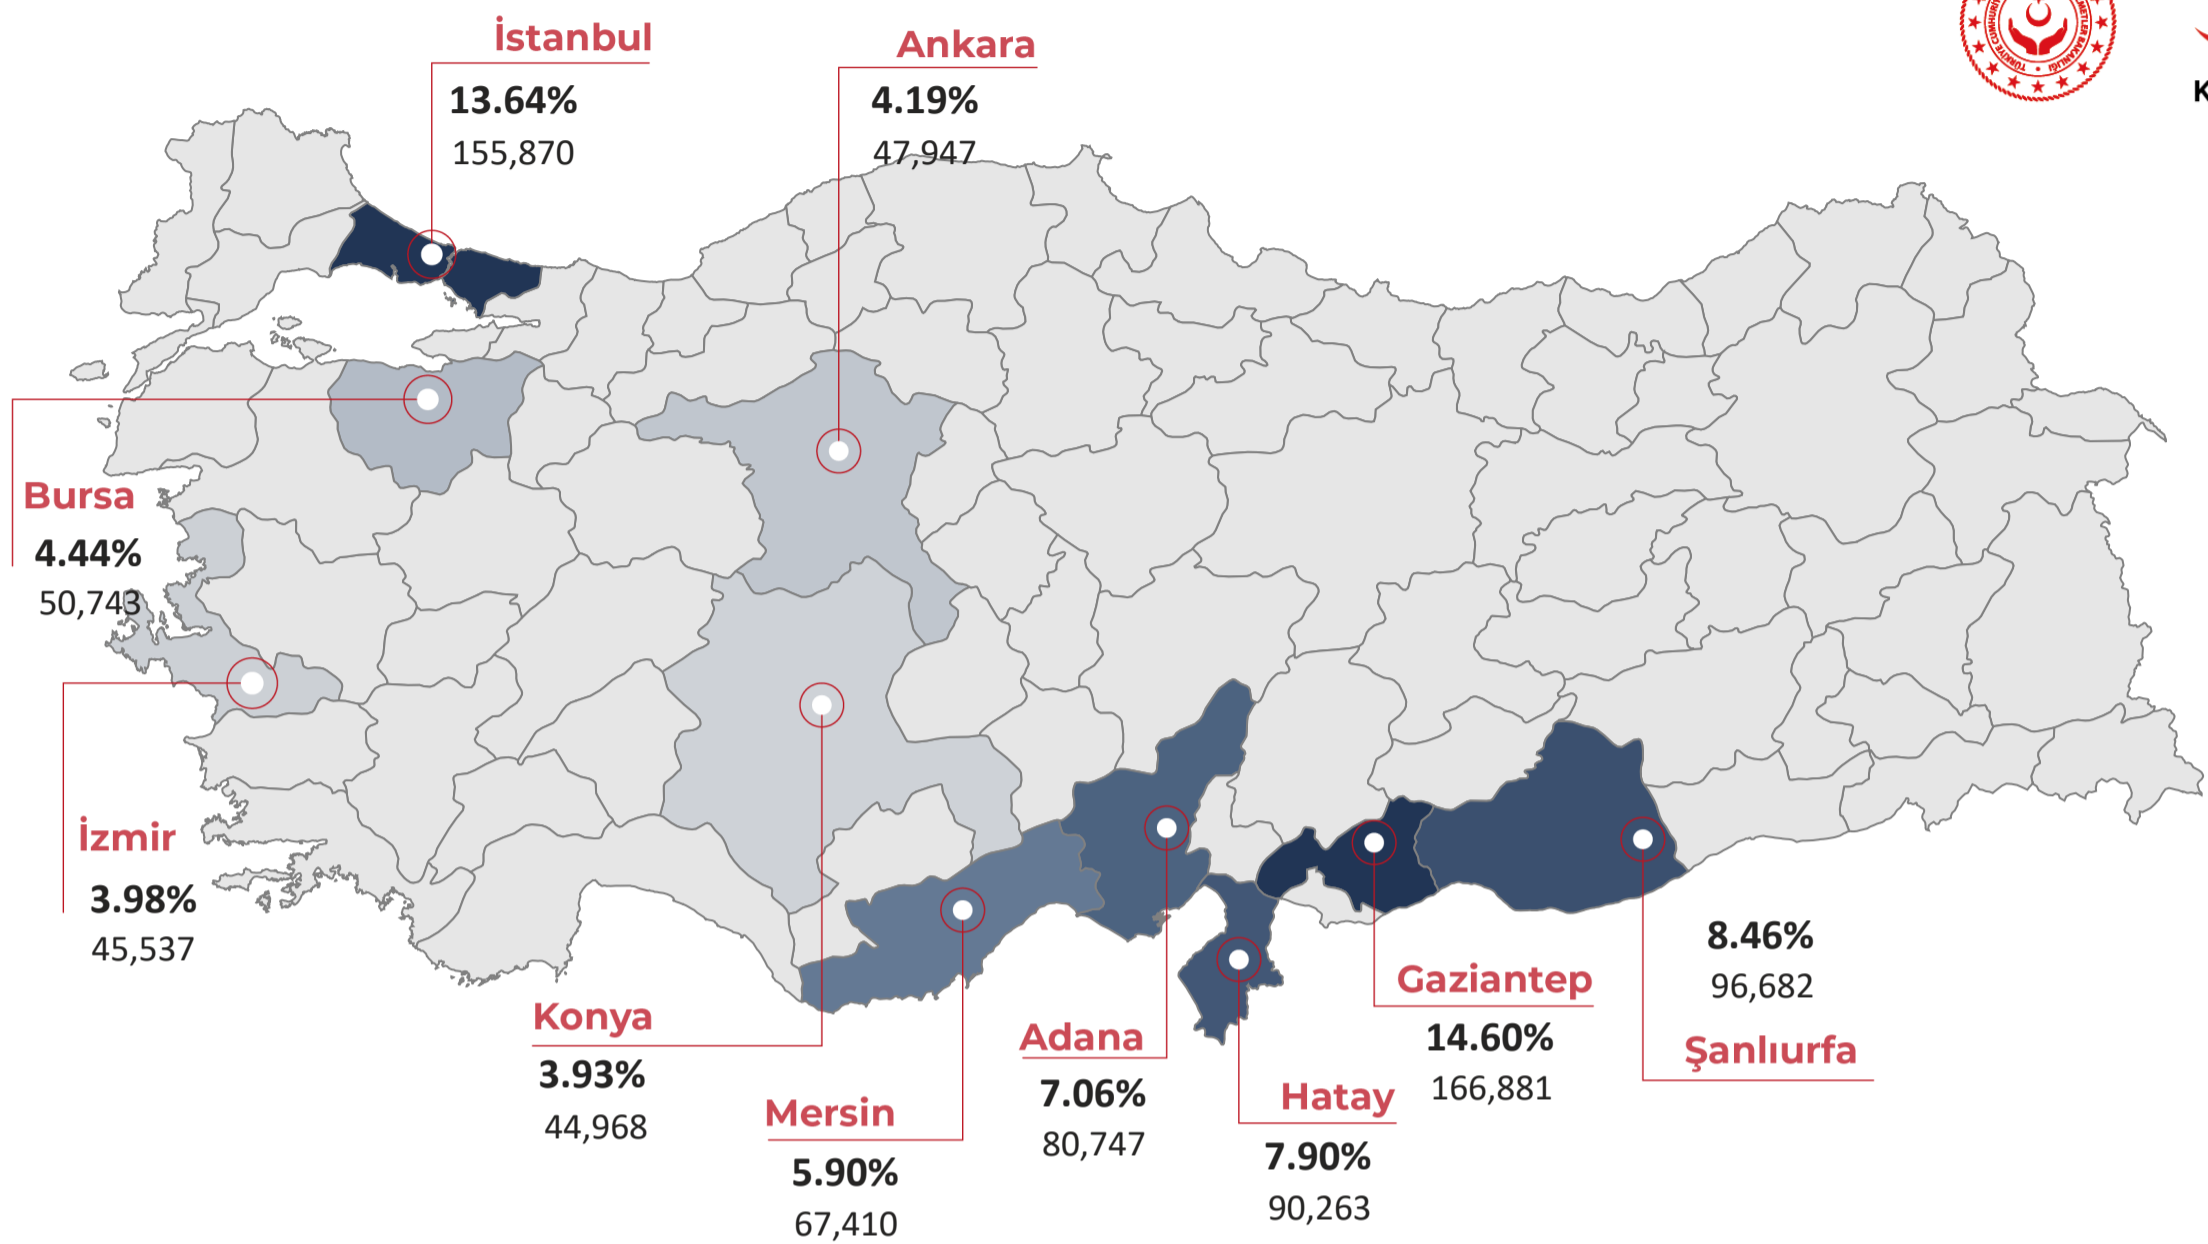 İstanbul
13.64%
155,870
Ankara
4.19%
47,947
K
Bursa
4.44%
50,743
İzmir
3.98%
45,537
Konya
3.93%
44,968
Mersin
5.90%
67,410
Adana
7.06%
80,747
Hatay
7.90%
90,263
Gaziantep
14.60%
166,881
8.46%
96,682
Şanlıurfa